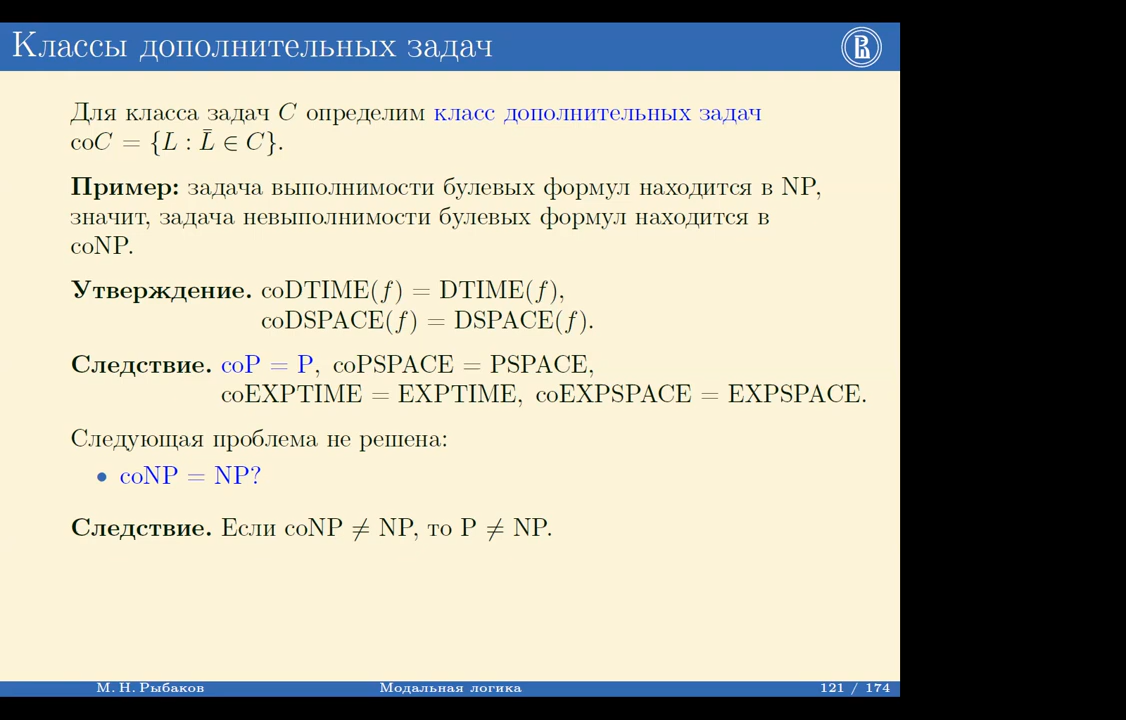 Классы дополнительных задач
Для класса задач C определим класс дополнительных задач
coC = {L : L̄ ∈ C}.
Пример: задача выполнимости булевых формул находится в NP,
значит, задача невыполнимости булевых формул находится в
coNP.
Утверждение. coDTIME(f) = DTIME(f),
coDSPACE(f) = DSPACE(f).
Следствие. coP = P, coPSPACE = PSPACE,
coEXPTIME = EXPTIME, coEXPSPACE = EXPSPACE.
Следующая проблема не решена:
• coNP = NP?
Следствие. Если coNP ≠ NP, то P ≠ NP.
М. Н. Рыбаков Модальная логика 121 / 174